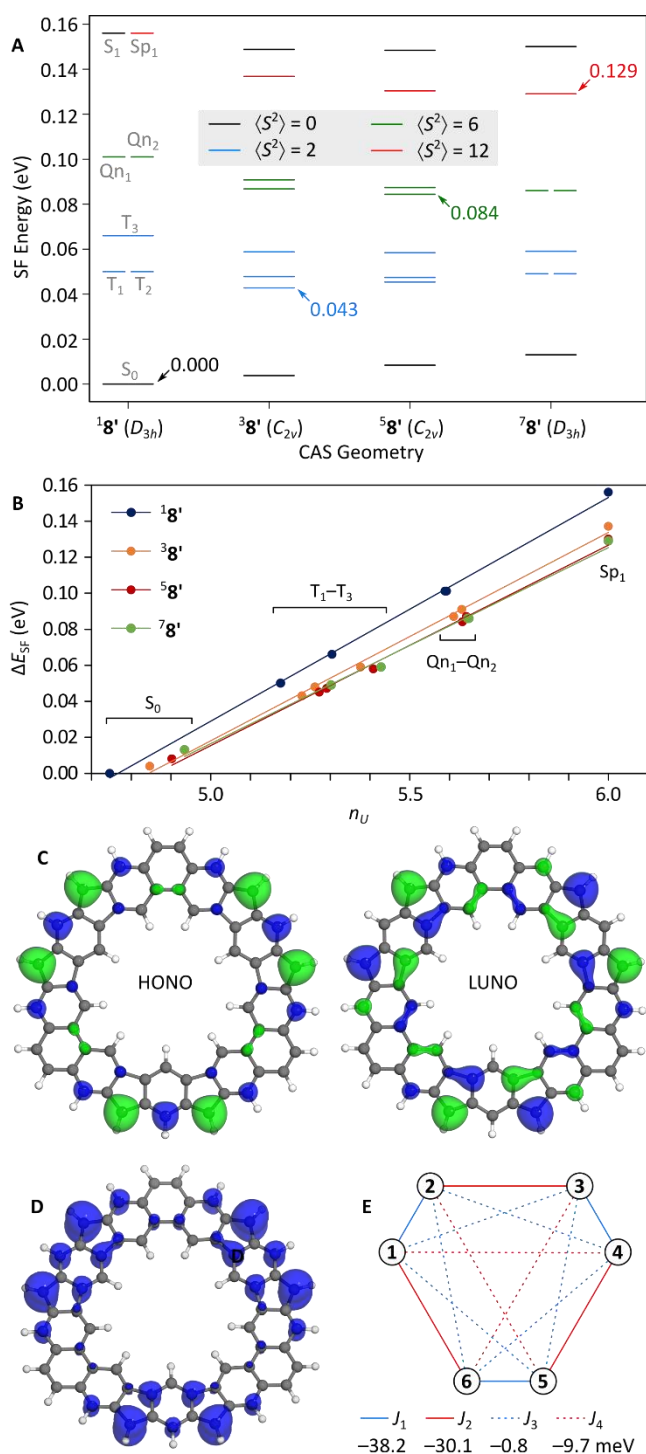 A
SF Energy (eV)
0.16
0.14
0.12
0.10
0.08
0.06
0.04
0.02
0.00
S₁ Sp₁
Qn₂
Qn₁
T₃
T₁ T₂
S₀
0.000
0.043
0.084
0.129
⟨S²⟩ = 0 ⟨S²⟩ = 6
⟨S²⟩ = 2 ⟨S²⟩ = 12
¹8' (D₃ₕ) ³8' (C₂ᵥ) ⁵8' (C₂ᵥ) ⁷8' (D₃ₕ)
CAS Geometry
B
ΔE_SF (eV)
0.16
0.14
0.12
0.10
0.08
0.06
0.04
0.02
0.00
¹8'
³8'
⁵8'
⁷8'
S₀
T₁–T₃
Qn₁–Qn₂
Sp₁
5.0 5.5 6.0
n_U
C
HONO LUNO
D
D
E
2 3
1 4
6 5
J₁ J₂ J₃ J₄
−38.2 −30.1 −0.8 −9.7 meV